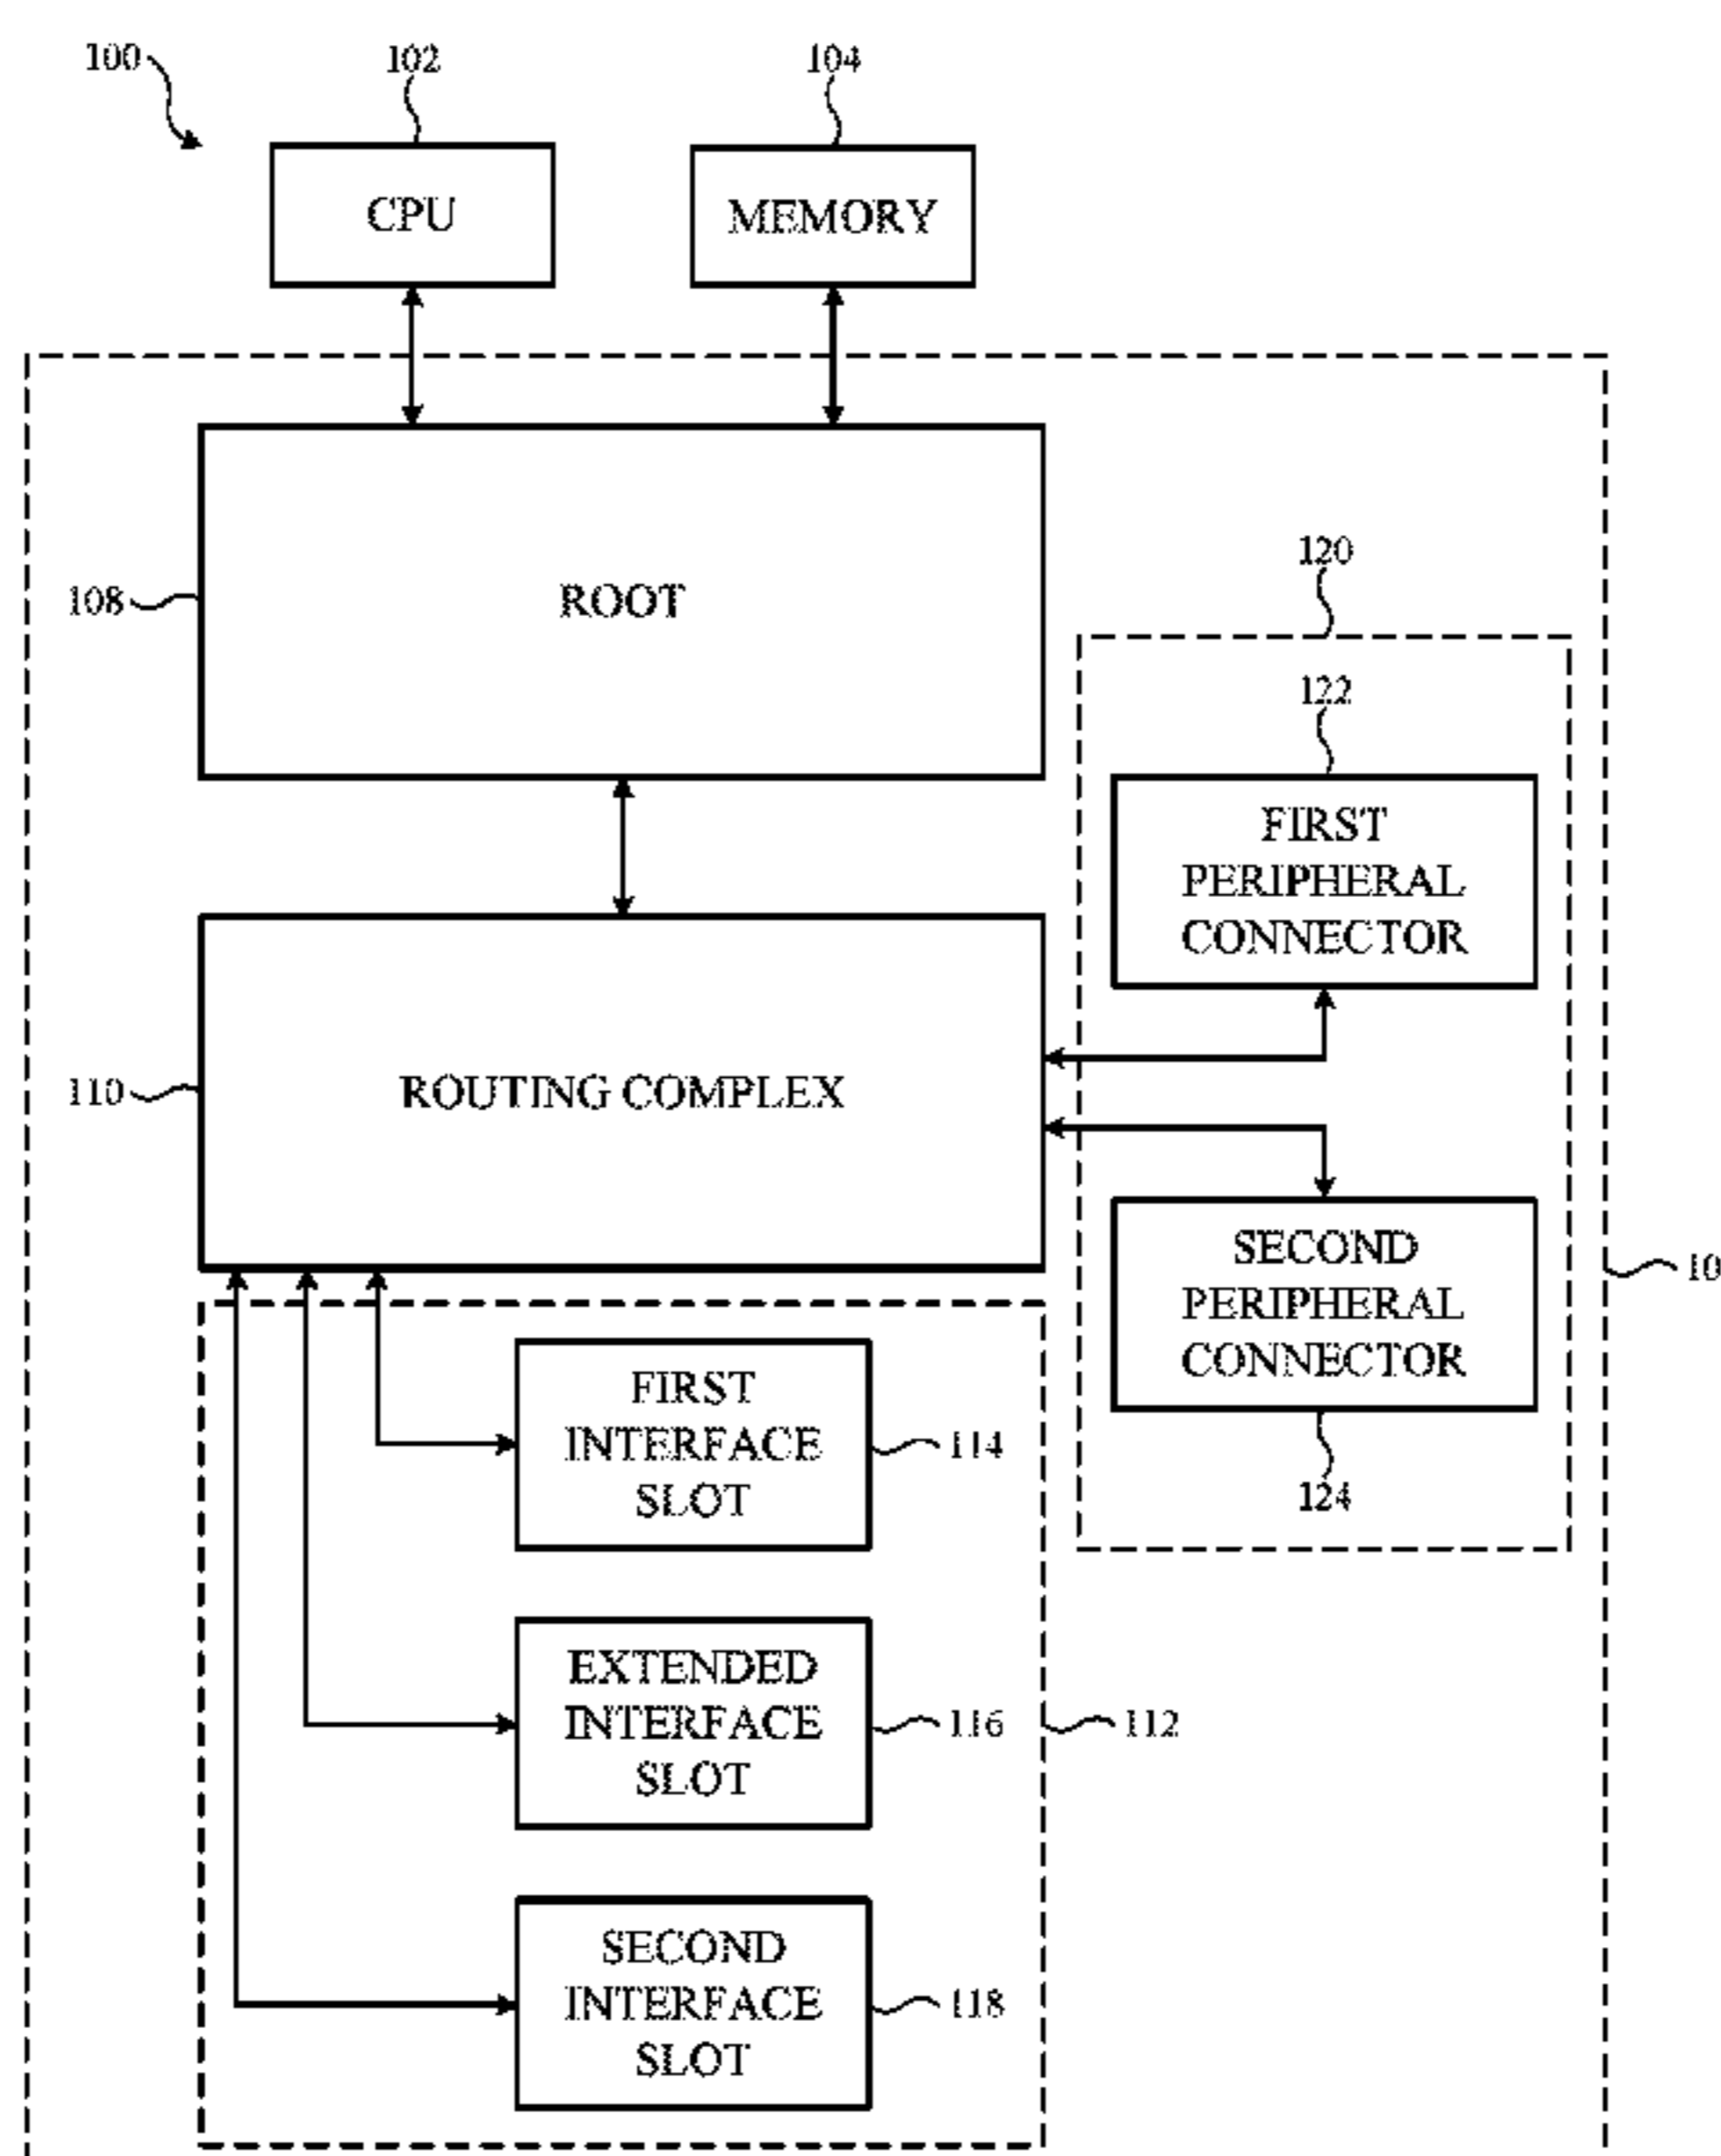 100
102
104
CPU
MEMORY
108
ROOT
120
122
FIRST
PERIPHERAL
CONNECTOR
110
ROUTING COMPLEX
SECOND
PERIPHERAL
CONNECTOR
10
124
FIRST
INTERFACE
SLOT
114
EXTENDED
INTERFACE
SLOT
116
112
SECOND
INTERFACE
SLOT
118